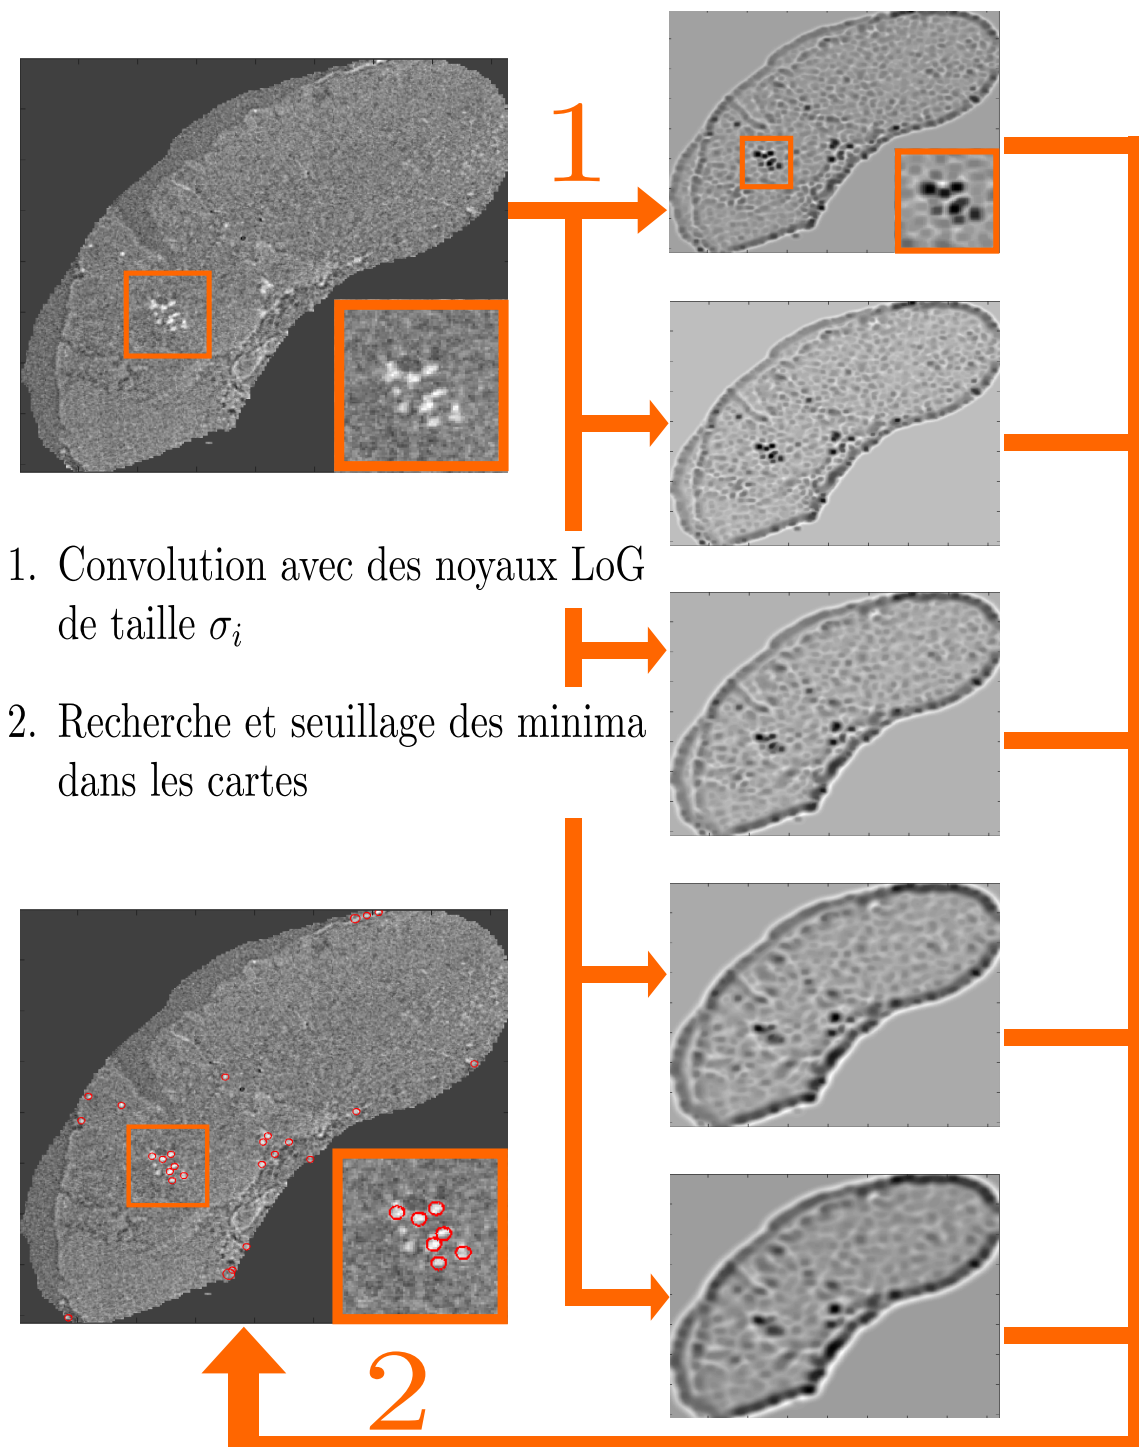 1
1. Convolution avec des noyaux LoG
de taille σᵢ
2. Recherche et seuillage des minima
dans les cartes
2